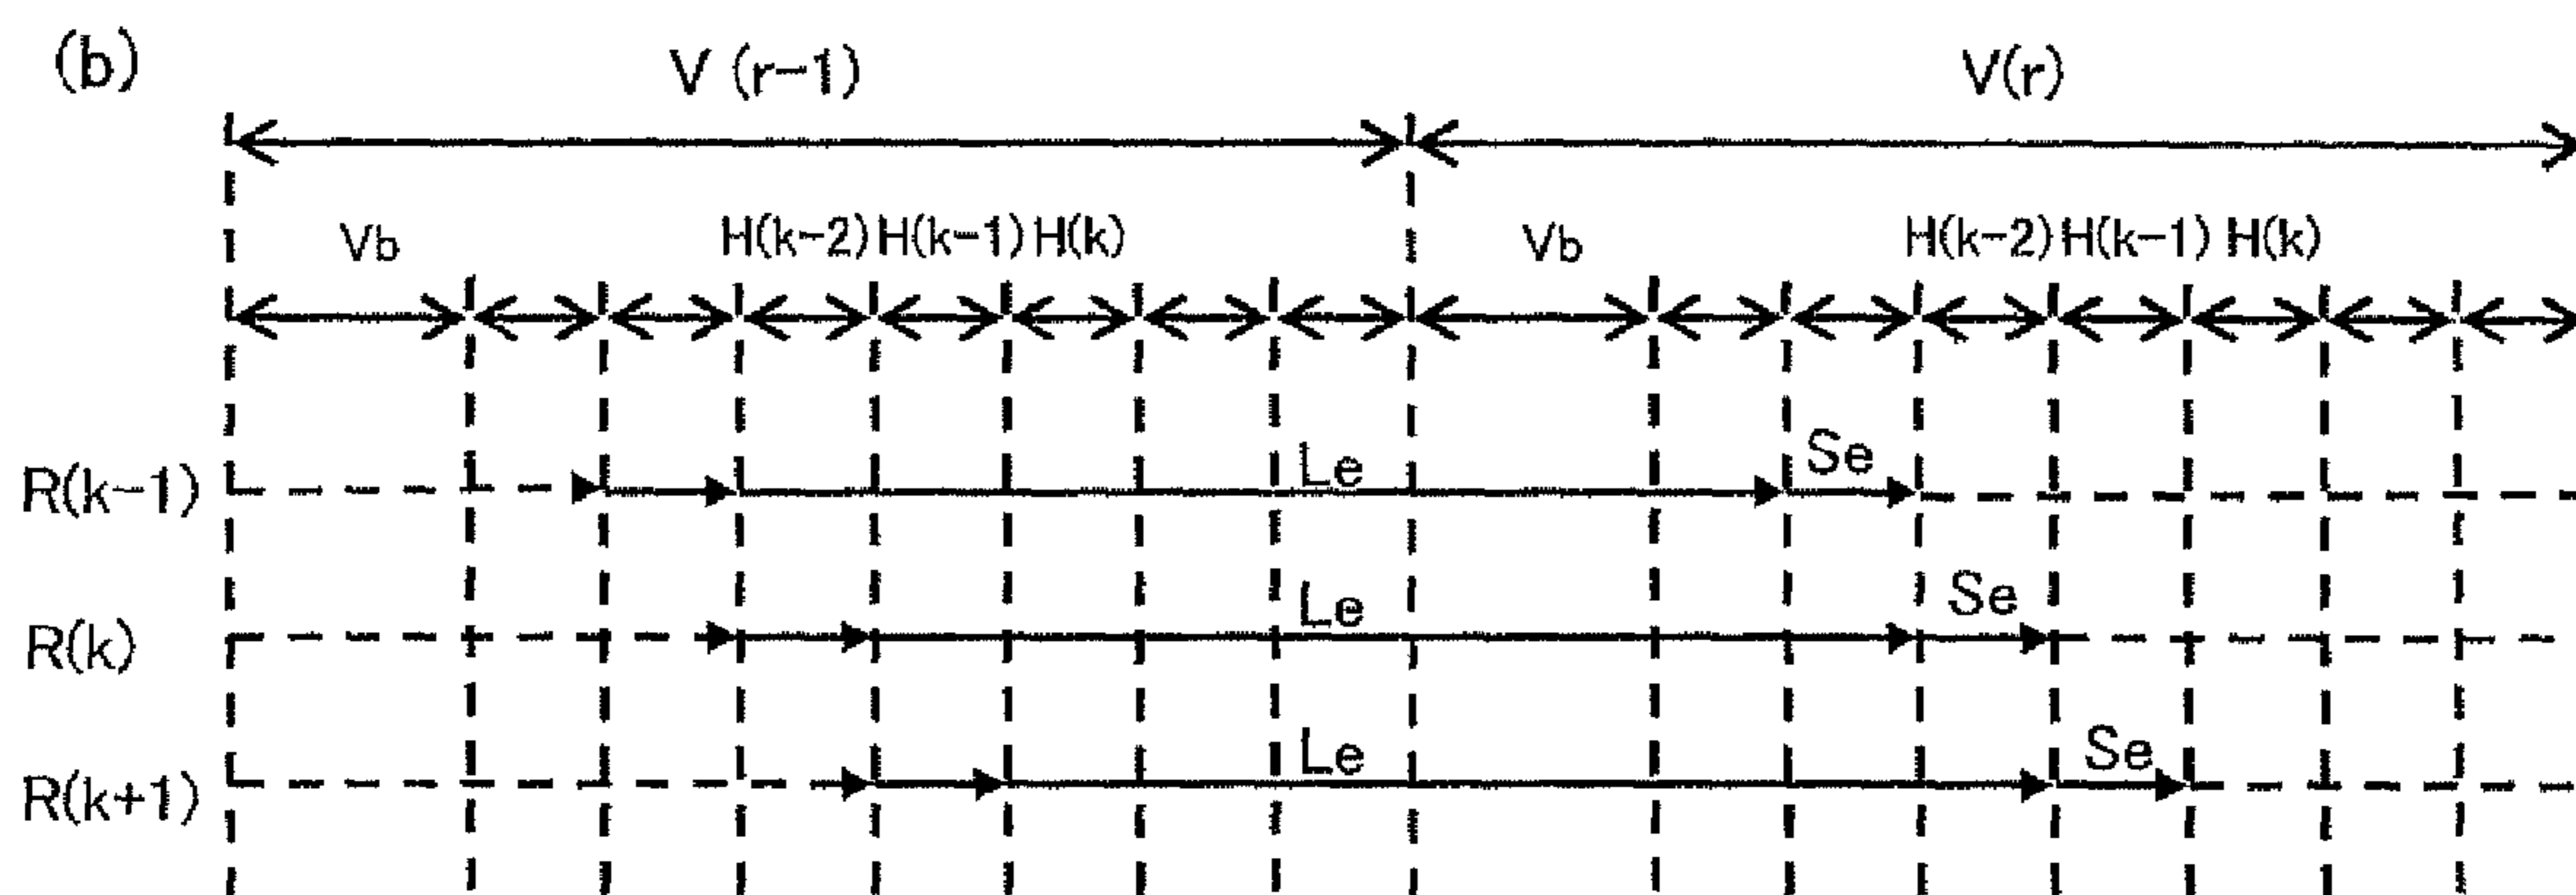 (b)
V (r-1) V(r)
Vb H(k-2) H(k-1) H(k) Vb H(k-2) H(k-1) H(k)
R(k-1) Le Se
R(k) Le Se
R(k+1) Le Se